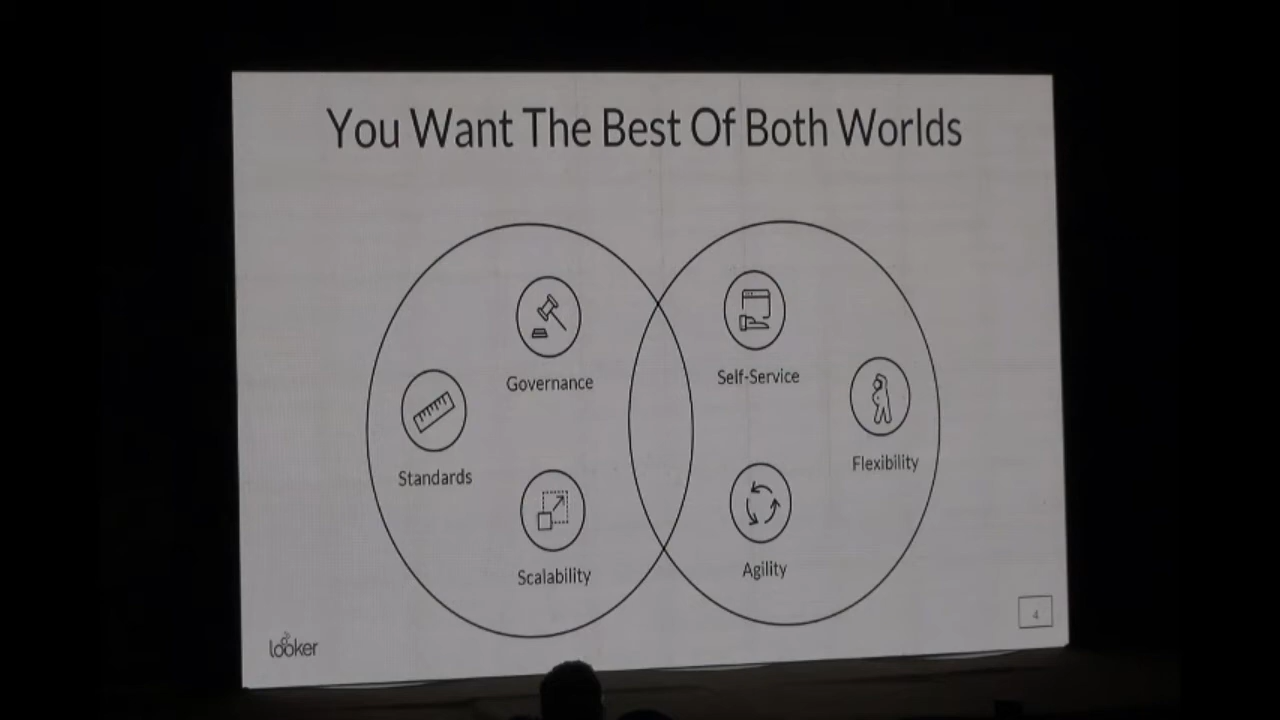 You Want The Best Of Both Worlds
Governance
Self-Service
Standards
Flexibility
Scalability
Agility
looker
4